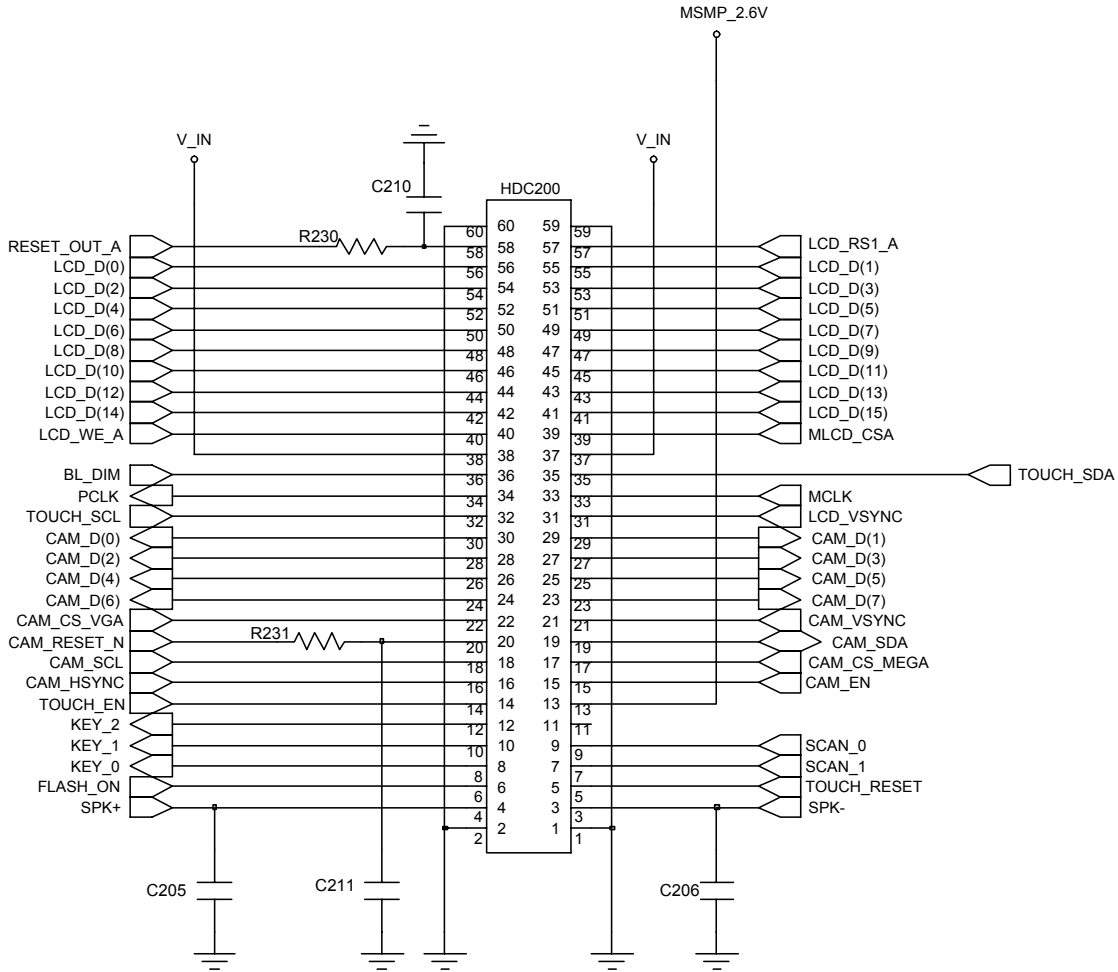 MSMP_2.6V
V_IN
V_IN
C210
HDC200
60 60 59 59
RESET_OUT_A R230 58 58 57 57 LCD_RS1_A
LCD_D(0) 56 56 55 55 LCD_D(1)
LCD_D(2) 54 54 53 53 LCD_D(3)
LCD_D(4) 52 52 51 51 LCD_D(5)
LCD_D(6) 50 50 49 49 LCD_D(7)
LCD_D(8) 48 48 47 47 LCD_D(9)
LCD_D(10) 46 46 45 45 LCD_D(11)
LCD_D(12) 44 44 43 43 LCD_D(13)
LCD_D(14) 42 42 41 41 LCD_D(15)
LCD_WE_A 40 40 39 39 MLCD_CSA
38 38 37 37
BL_DIM 36 36 35 35 TOUCH_SDA
PCLK 34 34 33 33 MCLK
TOUCH_SCL 32 32 31 31 LCD_VSYNC
CAM_D(0) 30 30 29 29 CAM_D(1)
CAM_D(2) 28 28 27 27 CAM_D(3)
CAM_D(4) 26 26 25 25 CAM_D(5)
CAM_D(6) 24 24 23 23 CAM_D(7)
CAM_CS_VGA 22 22 21 21 CAM_VSYNC
CAM_RESET_N R231 20 20 19 19 CAM_SDA
CAM_SCL 18 18 17 17 CAM_CS_MEGA
CAM_HSYNC 16 16 15 15 CAM_EN
TOUCH_EN 14 14 13 13
KEY_2 12 12 11 11
KEY_1 10 10 9 9 SCAN_0
KEY_0 8 8 7 7 SCAN_1
FLASH_ON 6 6 5 5 TOUCH_RESET
SPK+ 4 4 3 3 SPK-
2 2 1 1
C205
C211
C206